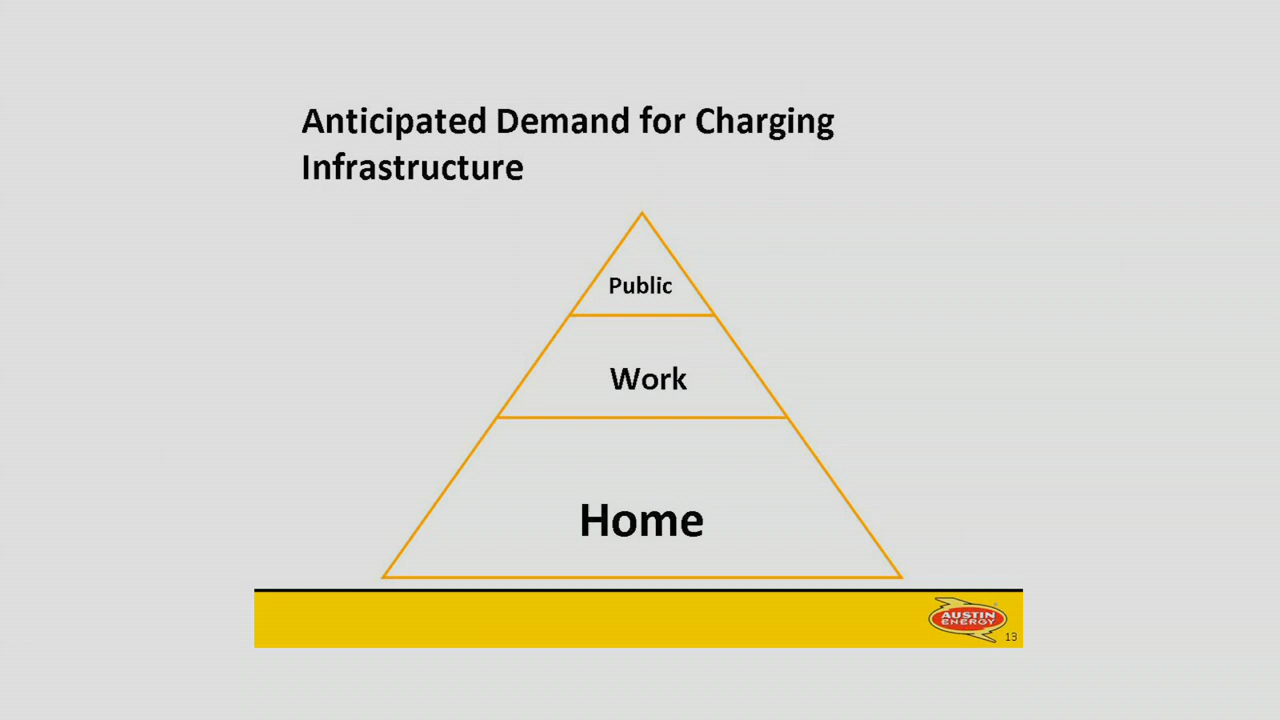 Anticipated Demand for Charging
Infrastructure
Public
Work
Home
AUSTIN
ENERGY
13